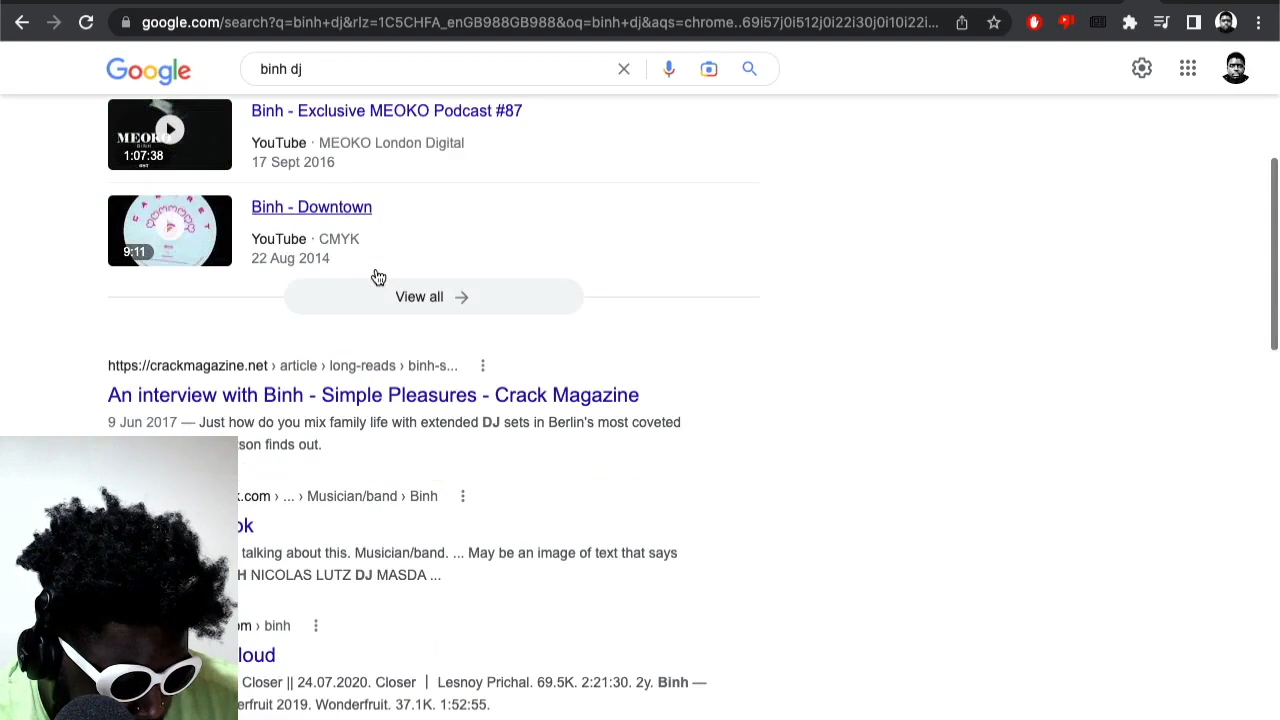 google.com/search?q=binh+dj&rlz=1C5CHFA_enGB988GB988&oq=binh+dj&aqs=chrome..69i57j0i512j0i22i30j0i10i22i...
Google
binh dj
Binh - Exclusive MEOKO Podcast #87
MEOKO
1:07:38
YouTube · MEOKO London Digital
17 Sept 2016
Binh - Downtown
CABARET
9:11
YouTube · CMYK
22 Aug 2014
View all
https://crackmagazine.net › article › long-reads › binh-s...
An interview with Binh - Simple Pleasures - Crack Magazine
9 Jun 2017 — Just how do you mix family life with extended DJ sets in Berlin's most coveted
son finds out.
k.com › ... › Musician/band › Binh
ok
talking about this. Musician/band. ... May be an image of text that says
H NICOLAS LUTZ DJ MASDA ...
om › binh
loud
Closer || 24.07.2020. Closer | Lesnoy Prichal. 69.5K. 2:21:30. 2y. Binh —
erfruit 2019. Wonderfruit. 37.1K. 1:52:55.